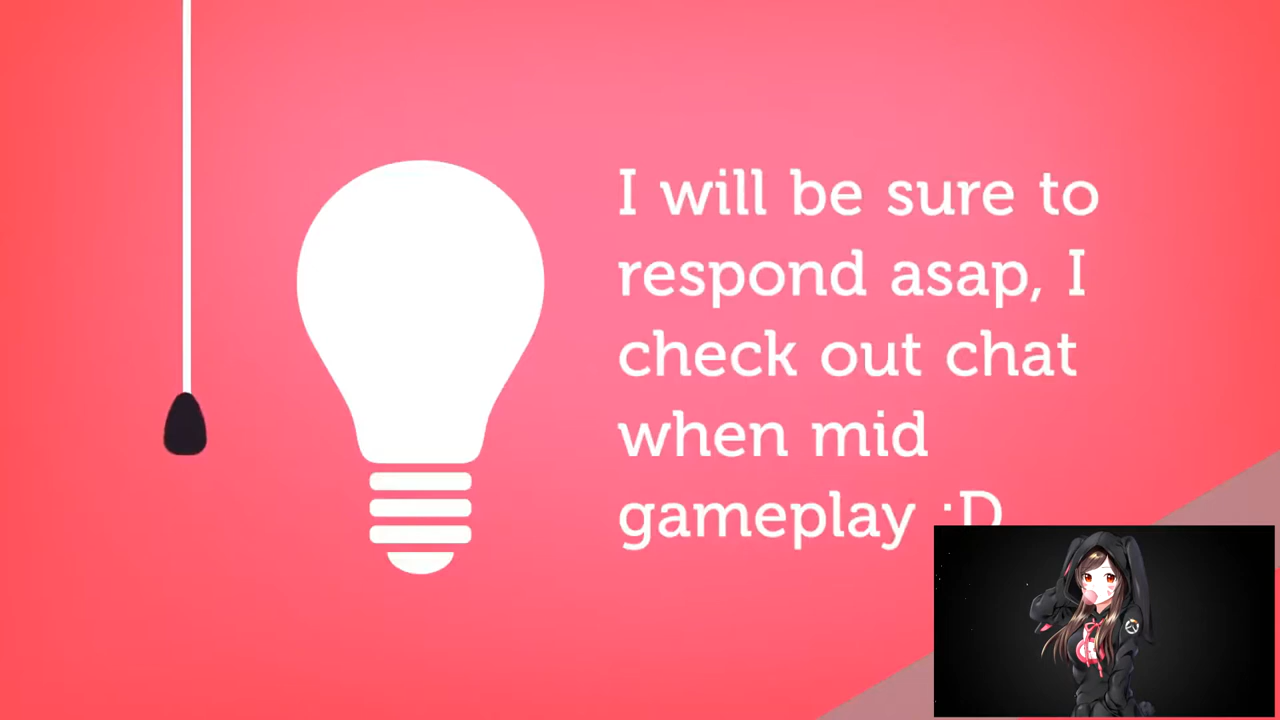 I will be sure to
respond asap, I
check out chat
when mid
gameplay :D